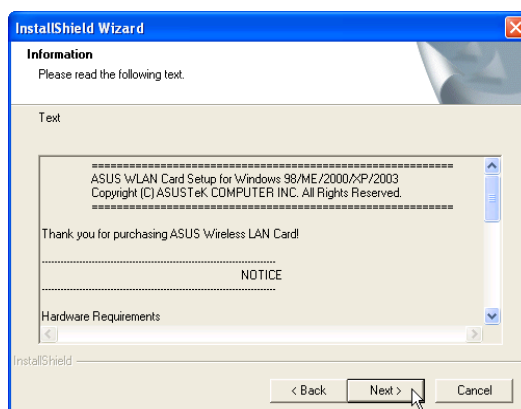 InstallShield Wizard
Information
Please read the following text.
Text
==========================================================
ASUS WLAN Card Setup for Windows 98/ME/2000/XP/2003
Copyright (C) ASUSTeK COMPUTER INC. All Rights Reserved.
==========================================================
Thank you for purchasing ASUS Wireless LAN Card!
----------------------------------------------------------
NOTICE
----------------------------------------------------------
Hardware Requirements
InstallShield
< Back
Next >
Cancel